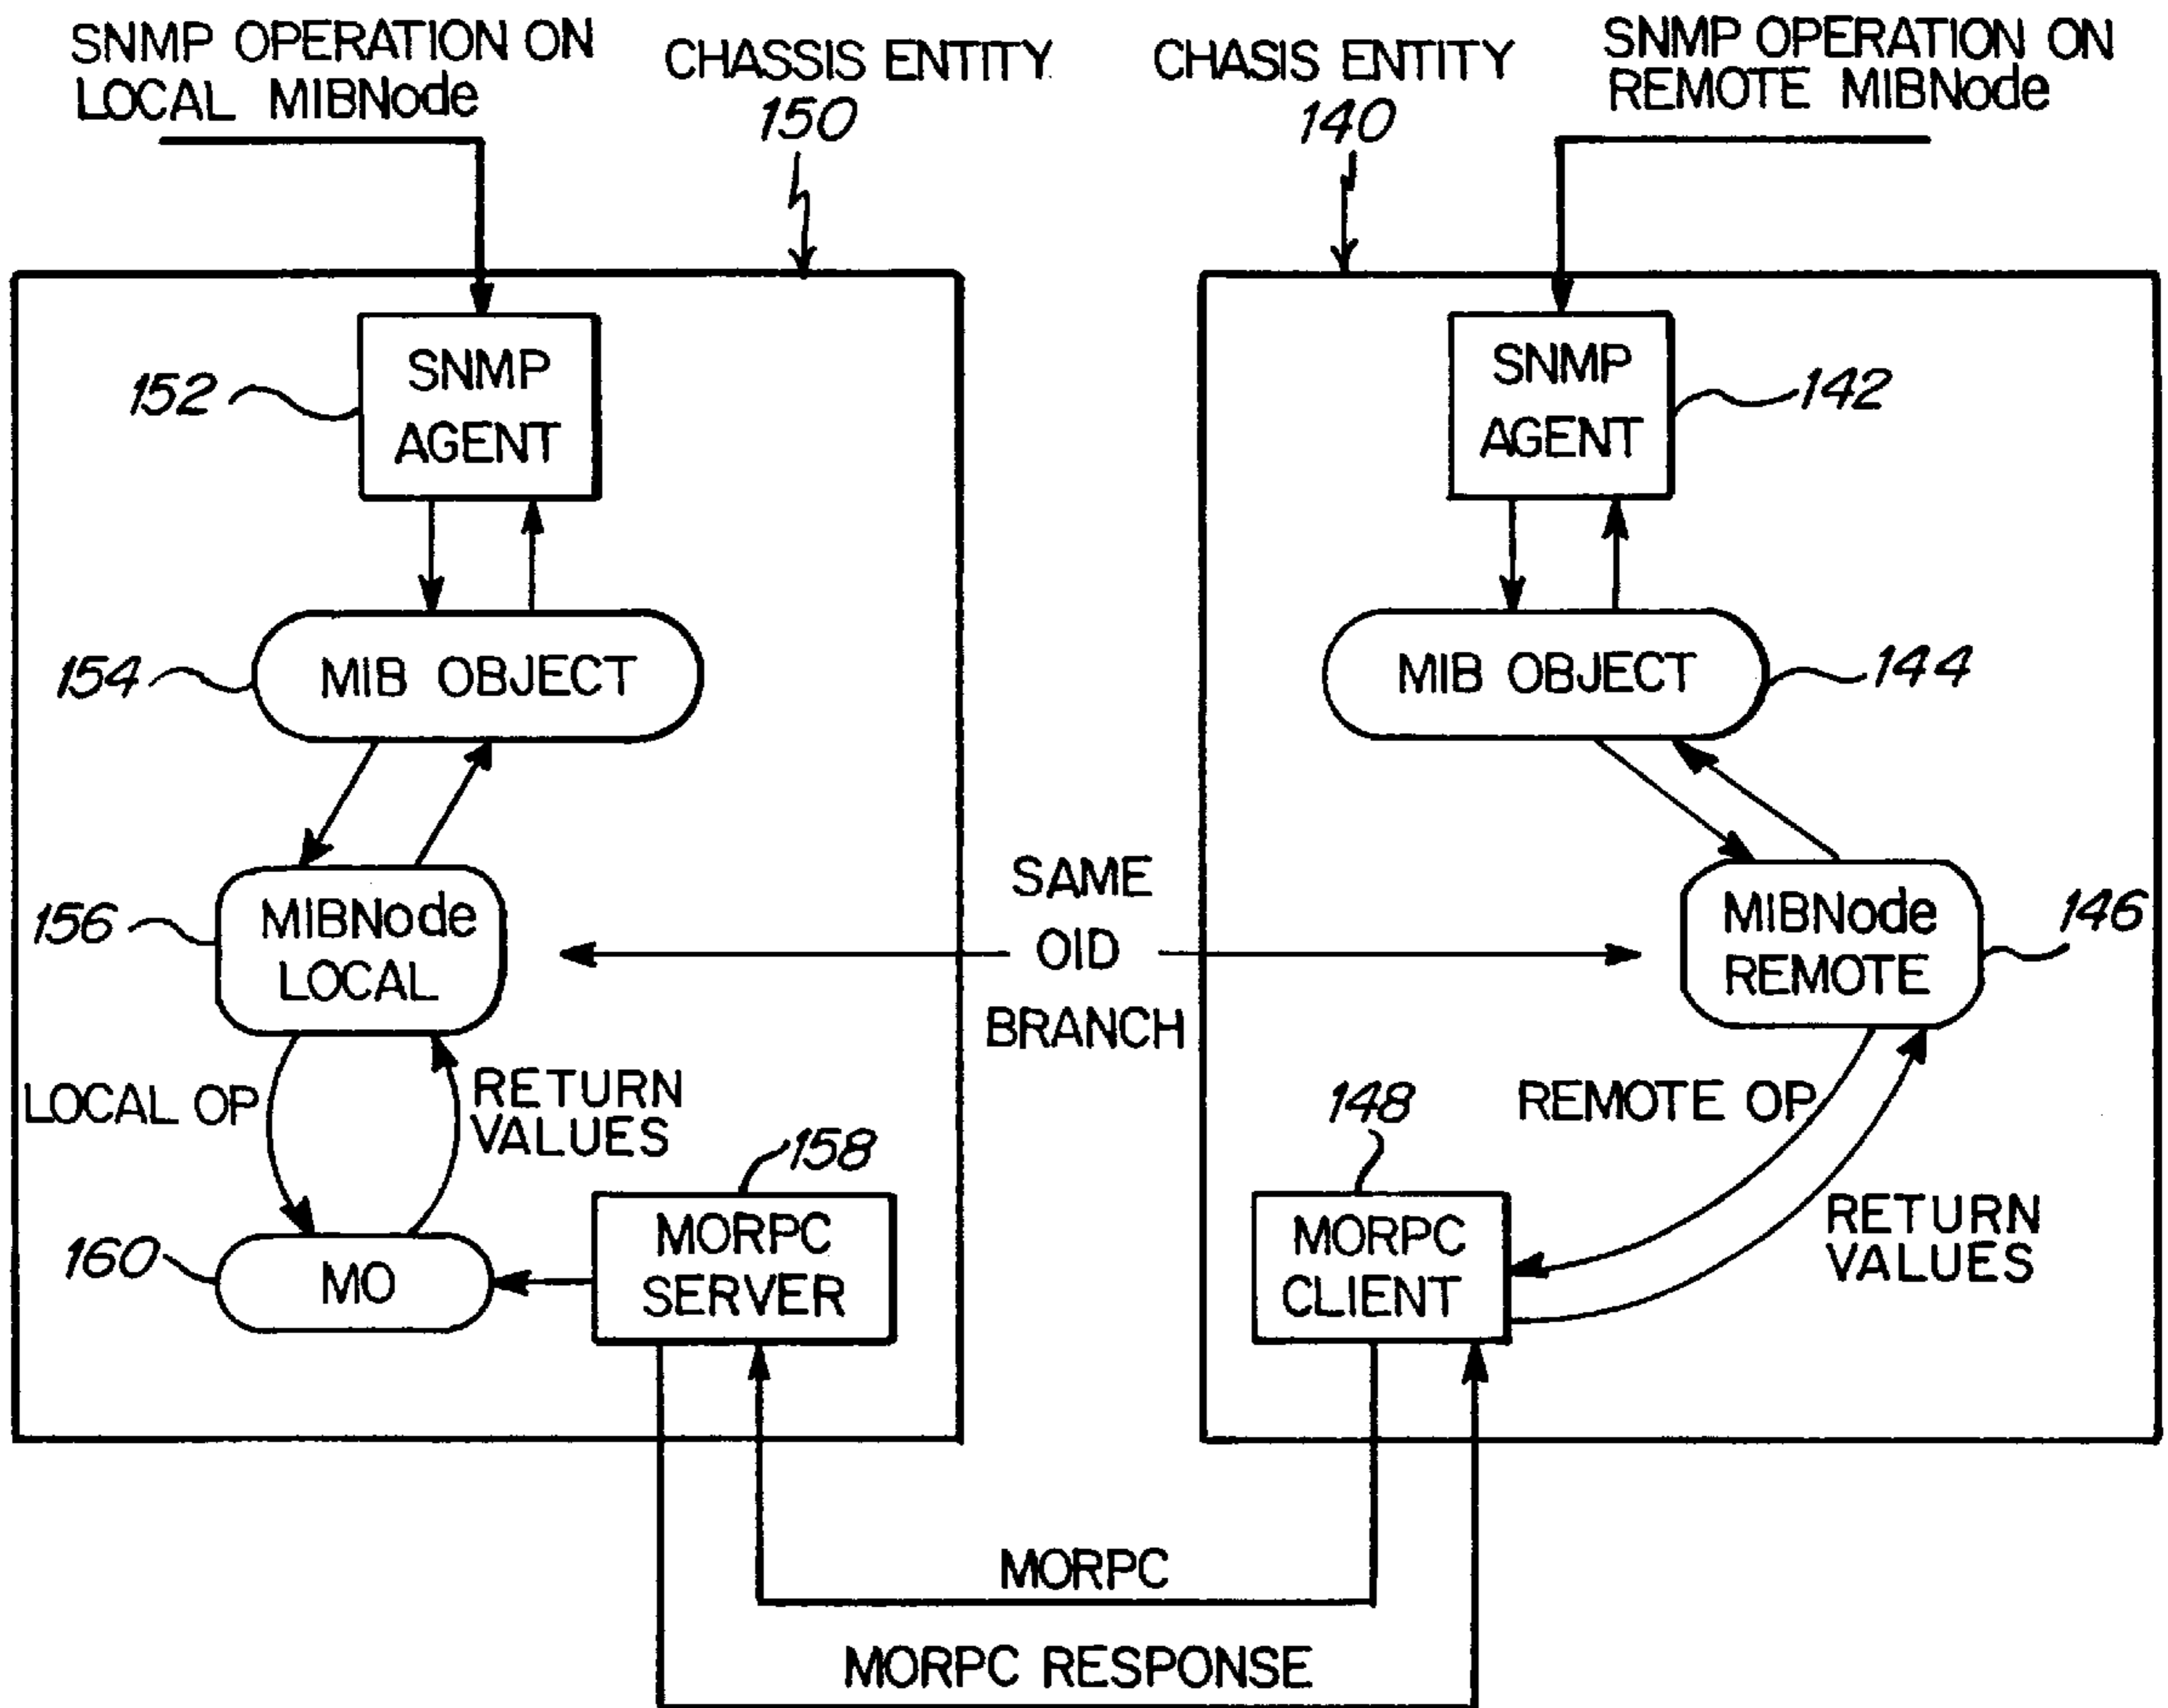 SNMP OPERATION ON
LOCAL MIBNode
CHASSIS ENTITY
150
CHASIS ENTITY
140
SNMP OPERATION ON
REMOTE MIBNode
152
SNMP
AGENT
SNMP
AGENT
142
154
MIB OBJECT
MIB OBJECT
144
156
MIBNode
LOCAL
SAME
OID
BRANCH
MIBNode
REMOTE
146
LOCAL OP
RETURN
VALUES
158
148
REMOTE OP
160
MO
MORPC
SERVER
MORPC
CLIENT
RETURN
VALUES
MORPC
MORPC RESPONSE